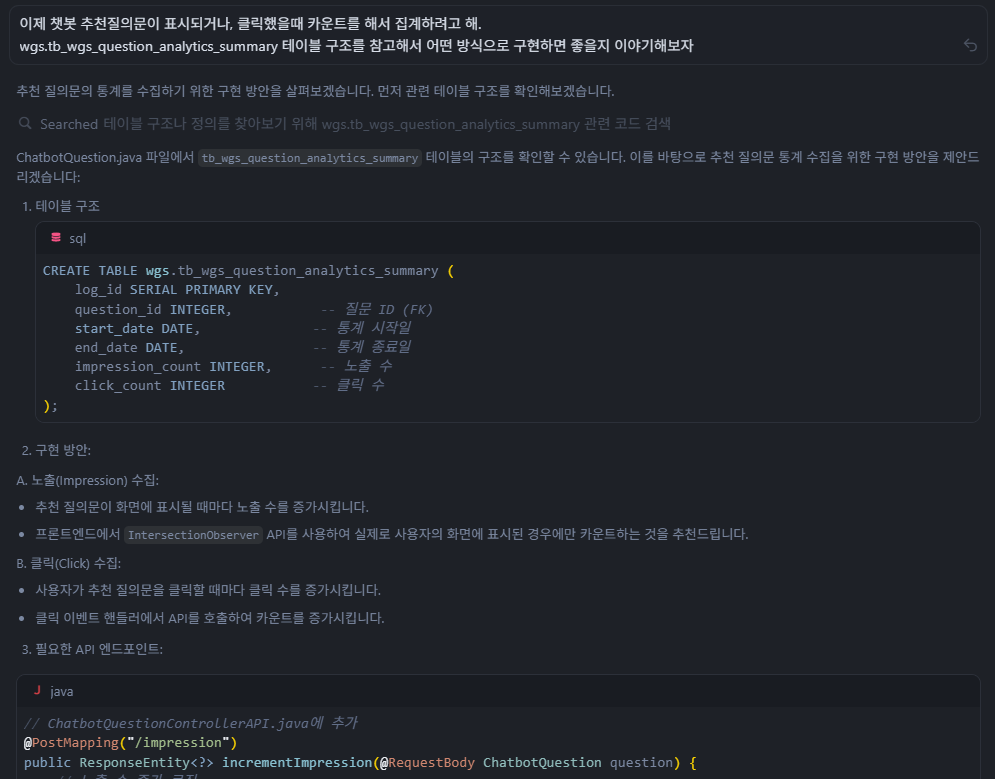 이제 챗봇 추천질의문이 표시되거나, 클릭했을때 카운트를 해서 집계하려고 해.
wgs.tb_wgs_question_analytics_summary 테이블 구조를 참고해서 어떤 방식으로 구현하면 좋을지 이야기해보자
추천 질의문의 통계를 수집하기 위한 구현 방안을 살펴보겠습니다. 먼저 관련 테이블 구조를 확인해보겠습니다.
Searched 테이블 구조나 정의를 찾아보기 위해 wgs.tb_wgs_question_analytics_summary 관련 코드 검색
ChatbotQuestion.java 파일에서 tb_wgs_question_analytics_summary 테이블의 구조를 확인할 수 있습니다. 이를 바탕으로 추천 질의문 통계 수집을 위한 구현 방안을 제안드
리겠습니다:
1. 테이블 구조
sql
CREATE TABLE wgs.tb_wgs_question_analytics_summary (
log_id SERIAL PRIMARY KEY,
question_id INTEGER, -- 질문 ID (FK)
start_date DATE, -- 통계 시작일
end_date DATE, -- 통계 종료일
impression_count INTEGER, -- 노출 수
click_count INTEGER -- 클릭 수
);
2. 구현 방안:
A. 노출(Impression) 수집:
• 추천 질의문이 화면에 표시될 때마다 노출 수를 증가시킵니다.
• 프론트엔드에서 IntersectionObserver API를 사용하여 실제로 사용자의 화면에 표시된 경우에만 카운트하는 것을 추천드립니다.
B. 클릭(Click) 수집:
• 사용자가 추천 질의문을 클릭할 때마다 클릭 수를 증가시킵니다.
• 클릭 이벤트 핸들러에서 API를 호출하여 카운트를 증가시킵니다.
3. 필요한 API 엔드포인트:
J java
// ChatbotQuestionControllerAPI.java에 추가
@PostMapping("/impression")
public ResponseEntity<?> incrementImpression(@RequestBody ChatbotQuestion question) {